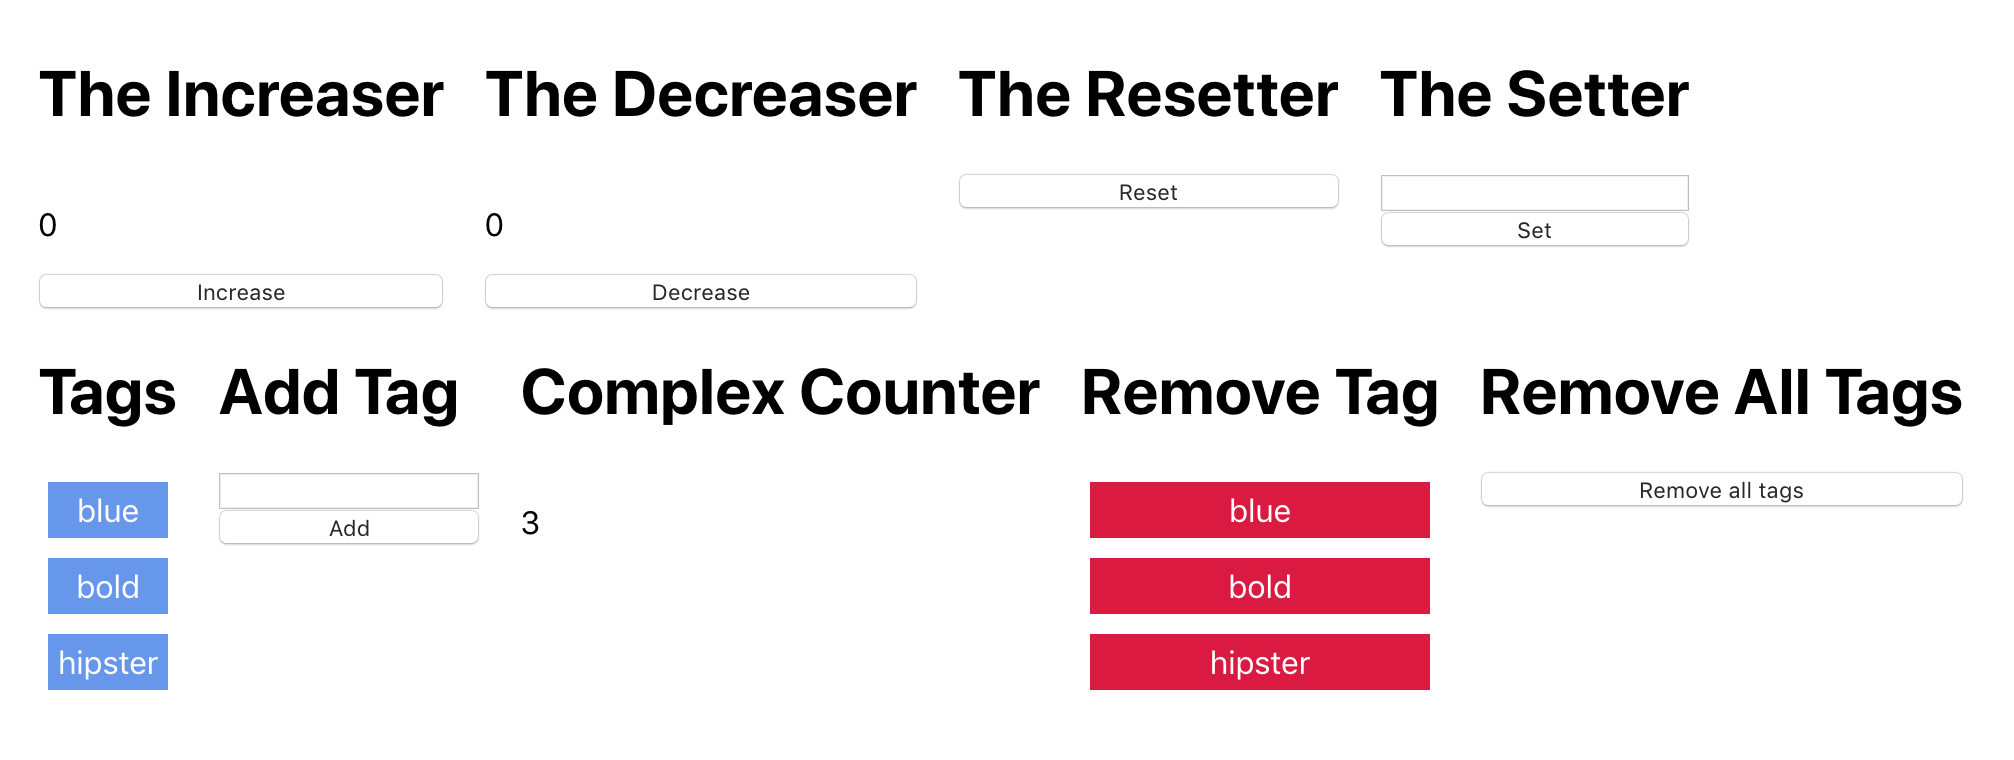 The Increaser
0
Increase
The Decreaser
0
Decrease
The Resetter
Reset
The Setter
Set
Tags
blue
bold
hipster
Add Tag
Add
Complex Counter
3
Remove Tag
blue
bold
hipster
Remove All Tags
Remove all tags